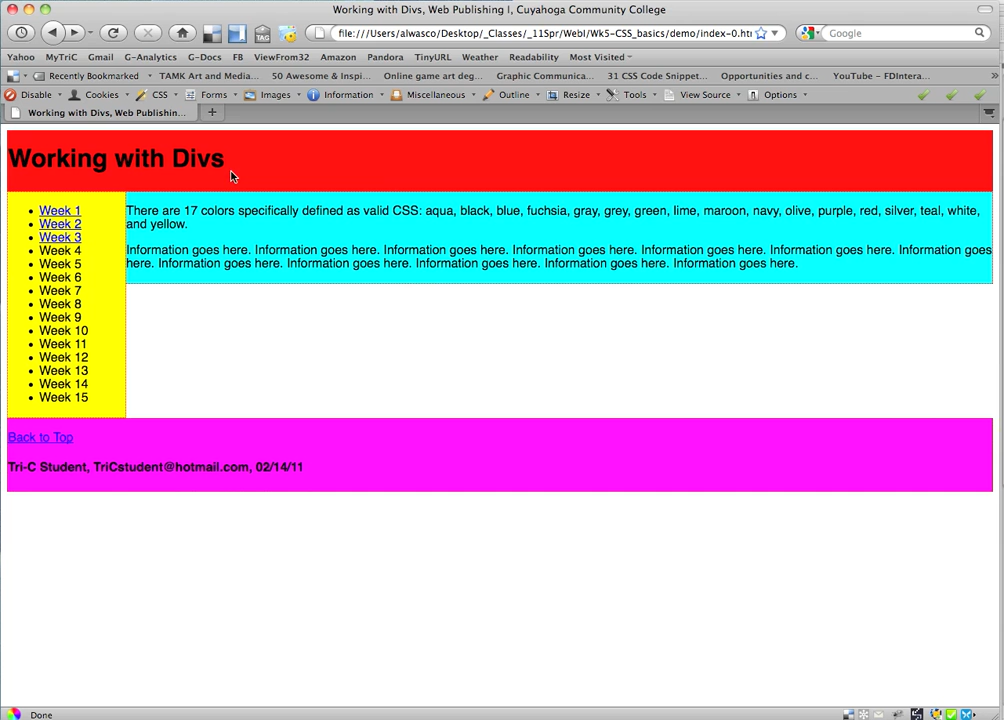 Working with Divs, Web Publishing I, Cuyahoga Community College
TAG
file:///Users/alwasco/Desktop/_Classes/_11Spr/WebI/Wk5-CSS_basics/demo/index-0.htm
Google
Yahoo MyTriC Gmail G-Analytics G-Docs FB ViewFrom32 Amazon Pandora TinyURL Weather Readability Most Visited
Recently Bookmarked TAMK Art and Media... 50 Awesome & Inspi... Online game art deg... Graphic Communica... 31 CSS Code Snippet... Opportunities and c... YouTube - FDIntera...
Disable Cookies CSS Forms Images Information Miscellaneous Outline Resize Tools View Source Options
Working with Divs, Web Publishin...
Working with Divs
Week 1
Week 2
Week 3
Week 4
Week 5
Week 6
Week 7
Week 8
Week 9
Week 10
Week 11
Week 12
Week 13
Week 14
Week 15
There are 17 colors specifically defined as valid CSS: aqua, black, blue, fuchsia, gray, grey, green, lime, maroon, navy, olive, purple, red, silver, teal, white,
and yellow.
Information goes here. Information goes here. Information goes here. Information goes here. Information goes here. Information goes here. Information goes
here. Information goes here. Information goes here. Information goes here. Information goes here. Information goes here.
Back to Top
Tri-C Student, TriCstudent@hotmail.com, 02/14/11
Done